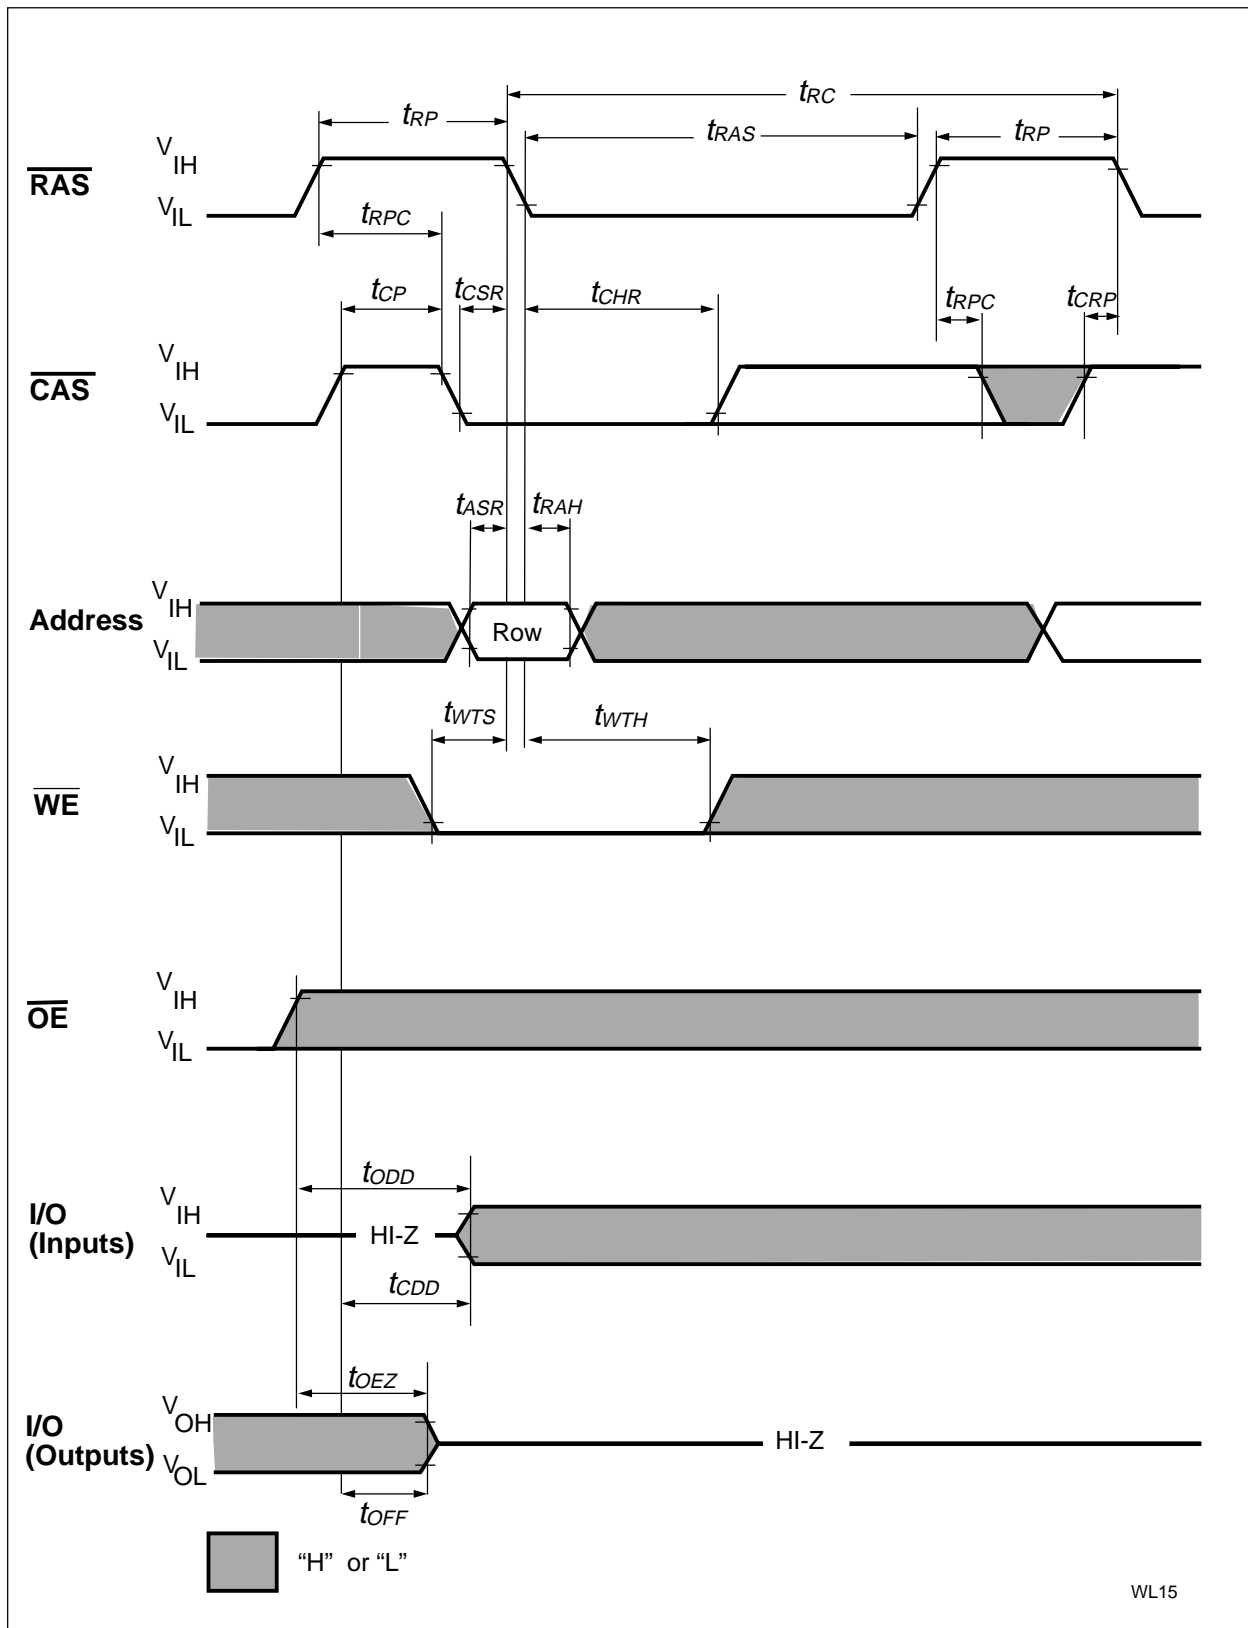 tRC
tRP
tRAS
tRP
RAS
VIH
VIL
tRPC
tCP
tCSR
tCHR
tRPC
tCRP
CAS
VIH
VIL
tASR
tRAH
Address
VIH
VIL
Row
tWTS
tWTH
WE
VIH
VIL
OE
VIH
VIL
tODD
I/O
(Inputs)
VIH
VIL
HI-Z
tCDD
tOEZ
I/O
(Outputs)
VOH
VOL
HI-Z
tOFF
“H” or “L”
WL15